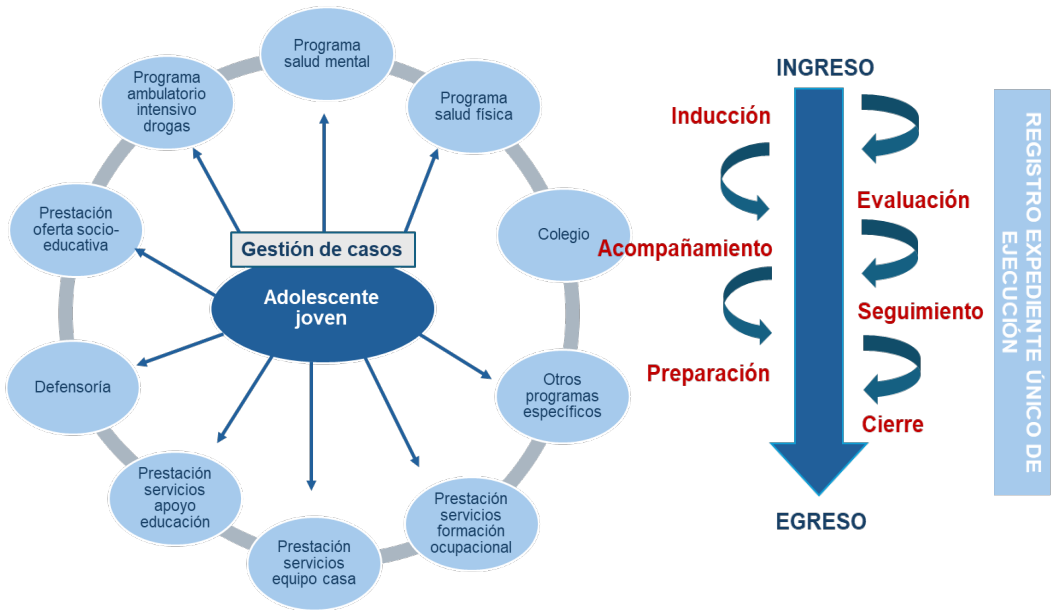 Programa
salud mental
Programa
salud física
Colegio
Otros
programas
específicos
Prestación
servicios
formación
ocupacional
Prestación
servicios
equipo casa
Prestación
servicios
apoyo
educación
Defensoría
Prestación
oferta socio-
educativa
Programa
ambulatorio
intensivo
drogas
Gestión de casos
Adolescente
joven
INGRESO
Inducción
Evaluación
Acompañamiento
Seguimiento
Preparación
Cierre
EGRESO
REGISTRO EXPEDIENTE ÚNICO DE
EJECUCIÓN